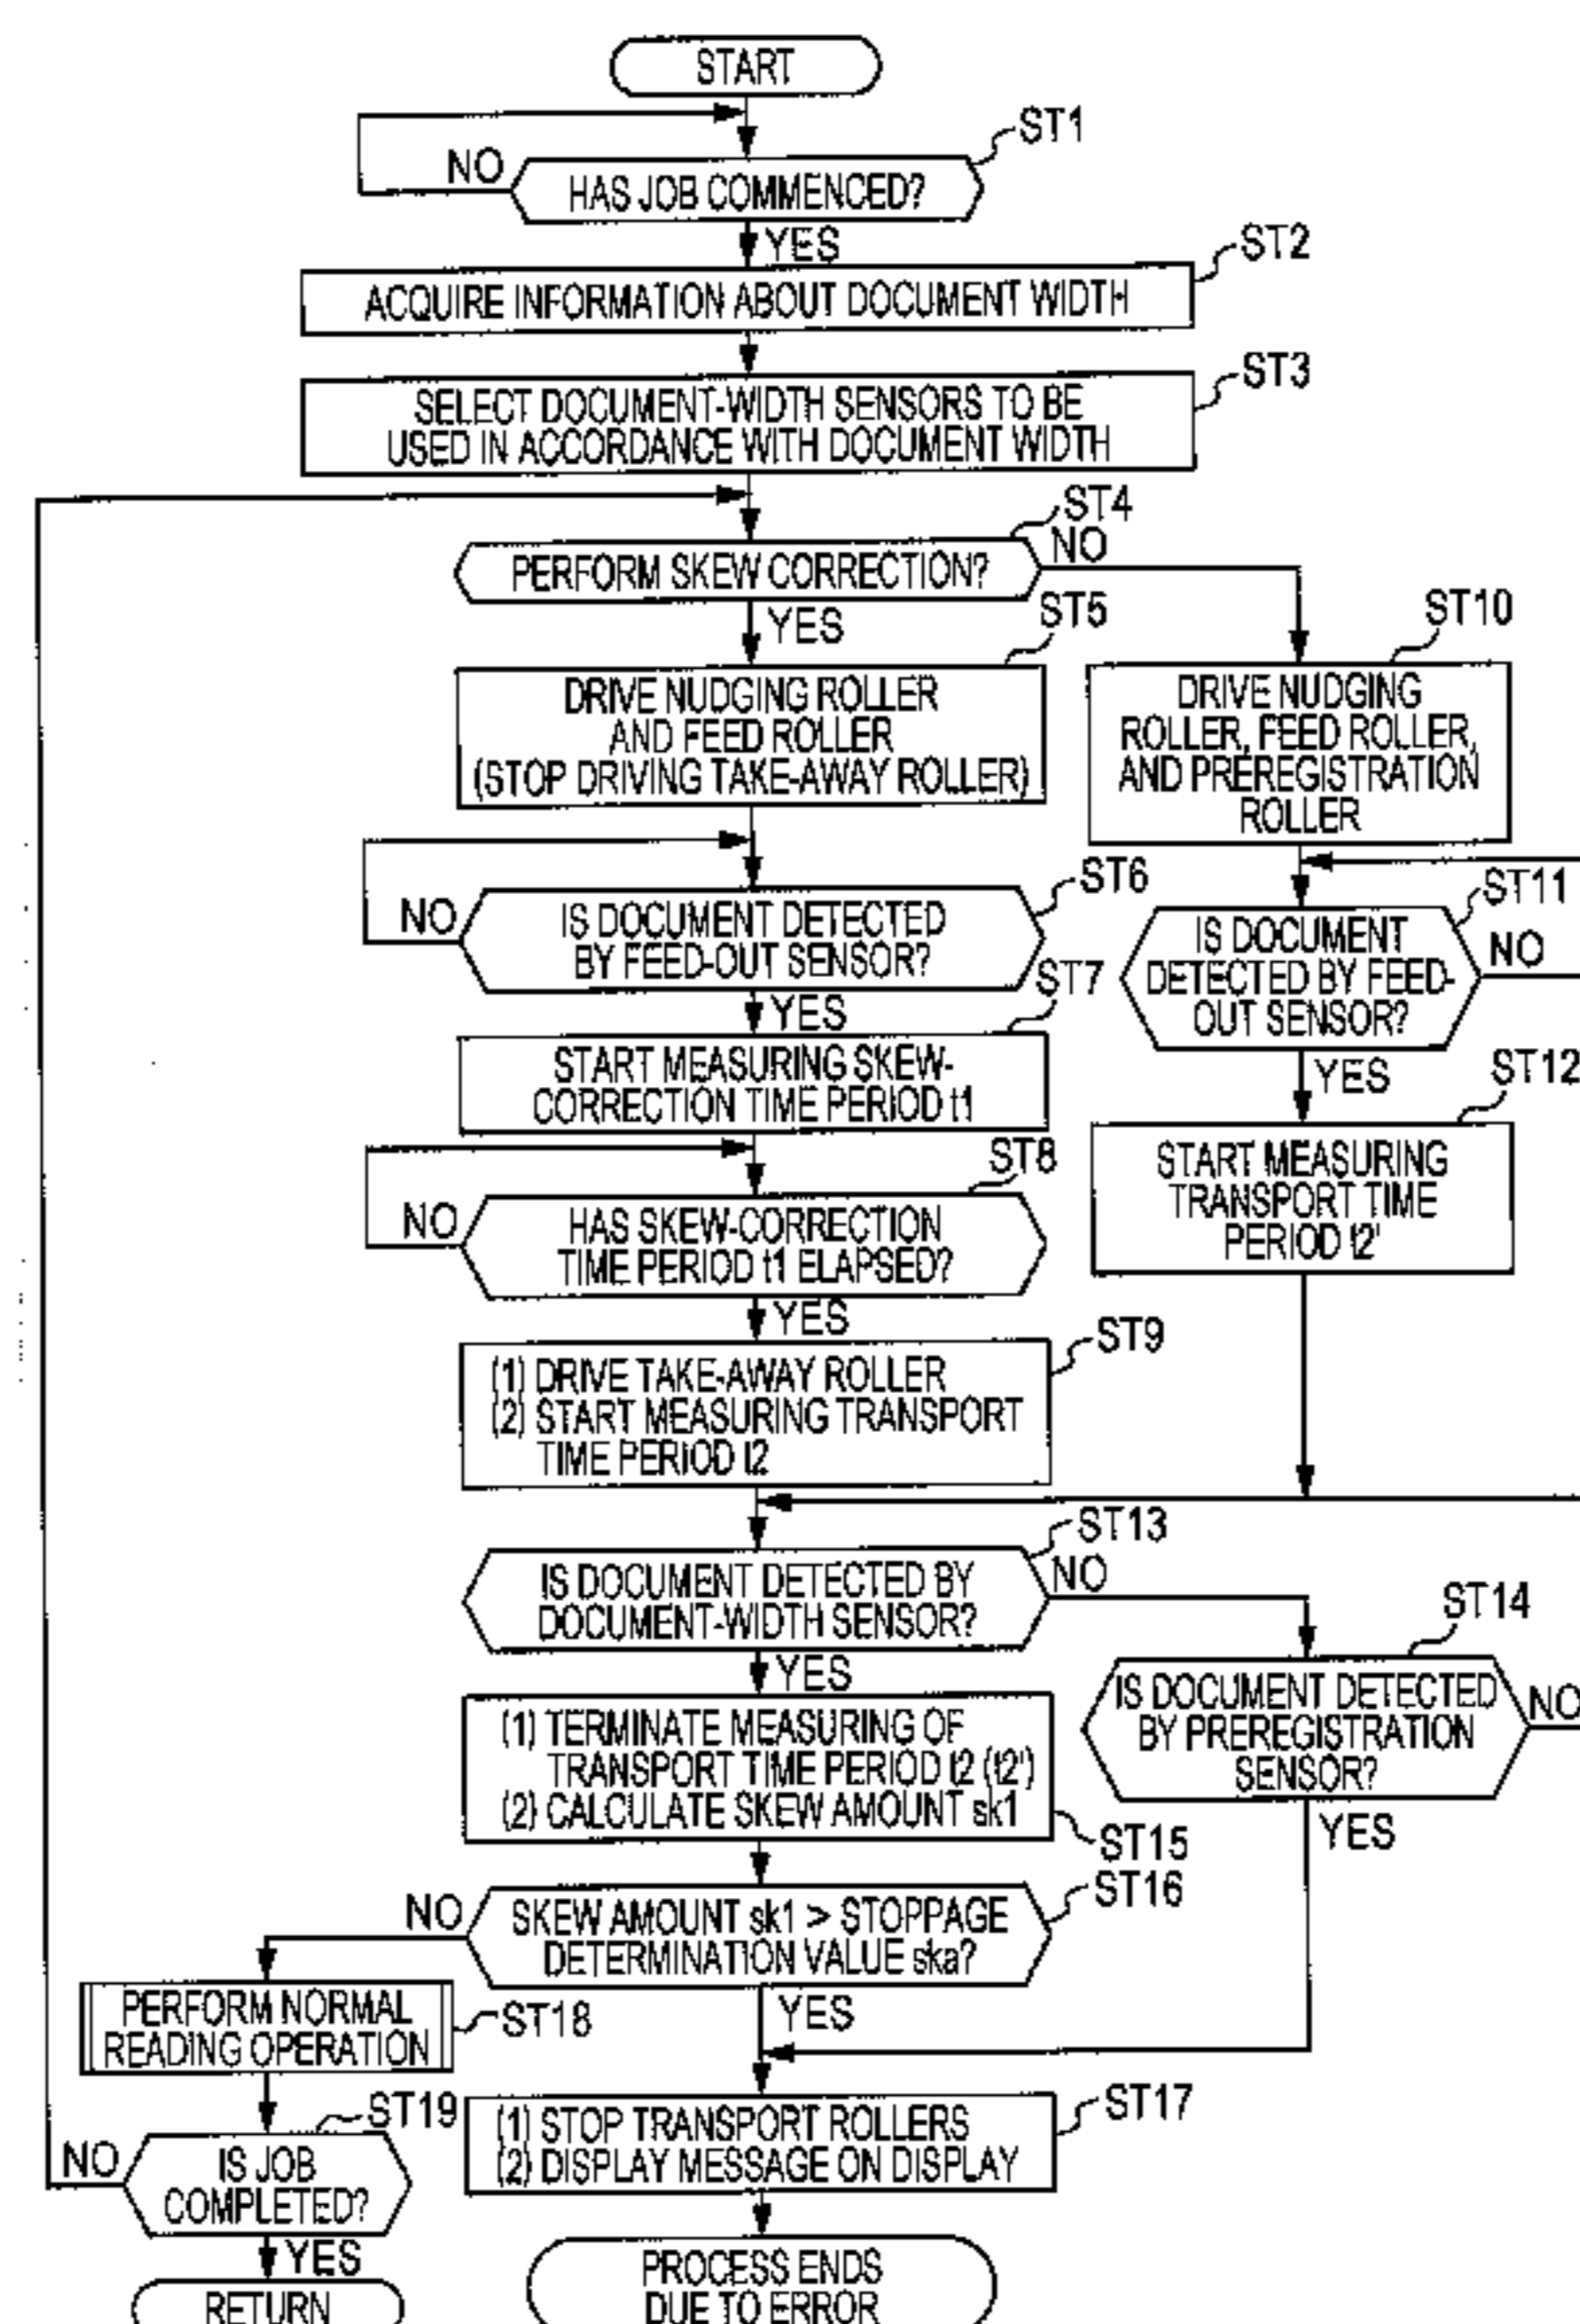 START
ST1
NO
HAS JOB COMMENCED?
YES
ST2
ACQUIRE INFORMATION ABOUT DOCUMENT WIDTH
ST3
SELECT DOCUMENT-WIDTH SENSORS TO BE
USED IN ACCORDANCE WITH DOCUMENT WIDTH
ST4
NO
PERFORM SKEW CORRECTION?
YES
ST5
DRIVE NUDGING ROLLER
AND FEED ROLLER
(STOP DRIVING TAKE-AWAY ROLLER)
ST10
DRIVE NUDGING
ROLLER, FEED ROLLER,
AND PREREGISTRATION
ROLLER
ST6
NO
IS DOCUMENT DETECTED
BY FEED-OUT SENSOR?
YES
ST11
IS DOCUMENT
DETECTED BY FEED-
OUT SENSOR?
NO
YES
ST7
START MEASURING SKEW-
CORRECTION TIME PERIOD t1
ST12
START MEASURING
TRANSPORT TIME
PERIOD t2'
ST8
NO
HAS SKEW-CORRECTION
TIME PERIOD t1 ELAPSED?
YES
ST9
(1) DRIVE TAKE-AWAY ROLLER
(2) START MEASURING TRANSPORT
TIME PERIOD t2
ST13
IS DOCUMENT DETECTED BY
DOCUMENT-WIDTH SENSOR?
NO
YES
ST14
IS DOCUMENT DETECTED
BY PREREGISTRATION
SENSOR?
NO
YES
(1) TERMINATE MEASURING OF
TRANSPORT TIME PERIOD t2 (t2')
(2) CALCULATE SKEW AMOUNT sk1
ST15
ST16
NO
SKEW AMOUNT sk1 > STOPPAGE
DETERMINATION VALUE ska?
YES
PERFORM NORMAL
READING OPERATION
ST18
ST17
(1) STOP TRANSPORT ROLLERS
(2) DISPLAY MESSAGE ON DISPLAY
ST19
NO
IS JOB
COMPLETED?
YES
RETURN
PROCESS ENDS
DUE TO ERROR